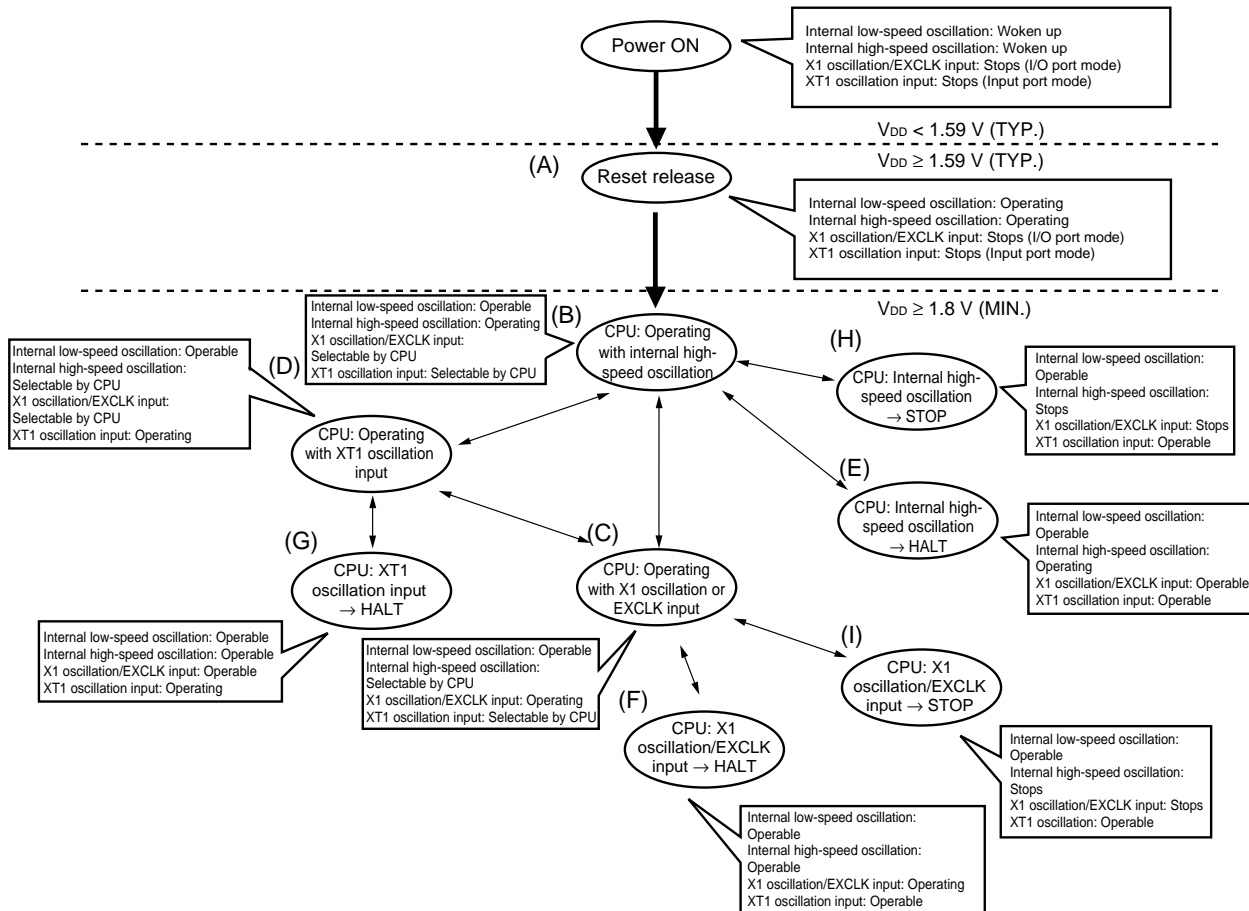 Power ON
Internal low-speed oscillation: Woken up
Internal high-speed oscillation: Woken up
X1 oscillation/EXCLK input: Stops (I/O port mode)
XT1 oscillation input: Stops (Input port mode)
VDD < 1.59 V (TYP.)
VDD ≥ 1.59 V (TYP.)
(A)
Reset release
Internal low-speed oscillation: Operating
Internal high-speed oscillation: Operating
X1 oscillation/EXCLK input: Stops (I/O port mode)
XT1 oscillation input: Stops (Input port mode)
VDD ≥ 1.8 V (MIN.)
Internal low-speed oscillation: Operable
Internal high-speed oscillation: Operating
X1 oscillation/EXCLK input:
Selectable by CPU
XT1 oscillation input: Selectable by CPU
(B)
CPU: Operating
with internal high-
speed oscillation
(H)
CPU: Internal high-
speed oscillation
→ STOP
Internal low-speed oscillation:
Operable
Internal high-speed oscillation:
Stops
X1 oscillation/EXCLK input: Stops
XT1 oscillation input: Operable
Internal low-speed oscillation: Operable
Internal high-speed oscillation:
Selectable by CPU
X1 oscillation/EXCLK input:
Selectable by CPU
XT1 oscillation input: Operating
(D)
CPU: Operating
with XT1 oscillation
input
(E)
CPU: Internal high-
speed oscillation
→ HALT
Internal low-speed oscillation:
Operable
Internal high-speed oscillation:
Operating
X1 oscillation/EXCLK input: Operable
XT1 oscillation input: Operable
(G)
CPU: XT1
oscillation input
→ HALT
Internal low-speed oscillation: Operable
Internal high-speed oscillation: Operable
X1 oscillation/EXCLK input: Operable
XT1 oscillation input: Operating
(C)
CPU: Operating
with X1 oscillation or
EXCLK input
Internal low-speed oscillation: Operable
Internal high-speed oscillation:
Selectable by CPU
X1 oscillation/EXCLK input: Operating
XT1 oscillation input: Selectable by CPU
(I)
CPU: X1
oscillation/EXCLK
input → STOP
Internal low-speed oscillation:
Operable
Internal high-speed oscillation:
Stops
X1 oscillation/EXCLK input: Stops
XT1 oscillation: Operable
(F)
CPU: X1
oscillation/EXCLK
input → HALT
Internal low-speed oscillation:
Operable
Internal high-speed oscillation:
Operable
X1 oscillation/EXCLK input: Operating
XT1 oscillation input: Operable